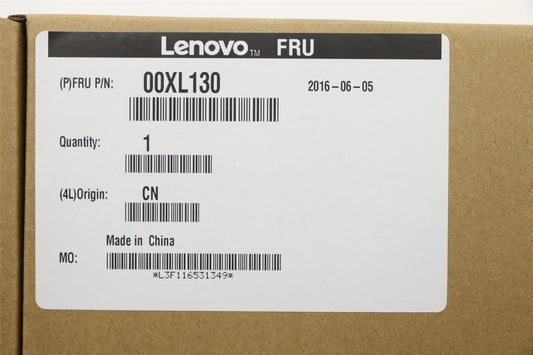 Lenovo™ FRU
(P)FRU P/N: 00XL130 2016-06-05
Quantity: 1
(4L)Origin: CN
Made in China
MO:
*L3F116531349*